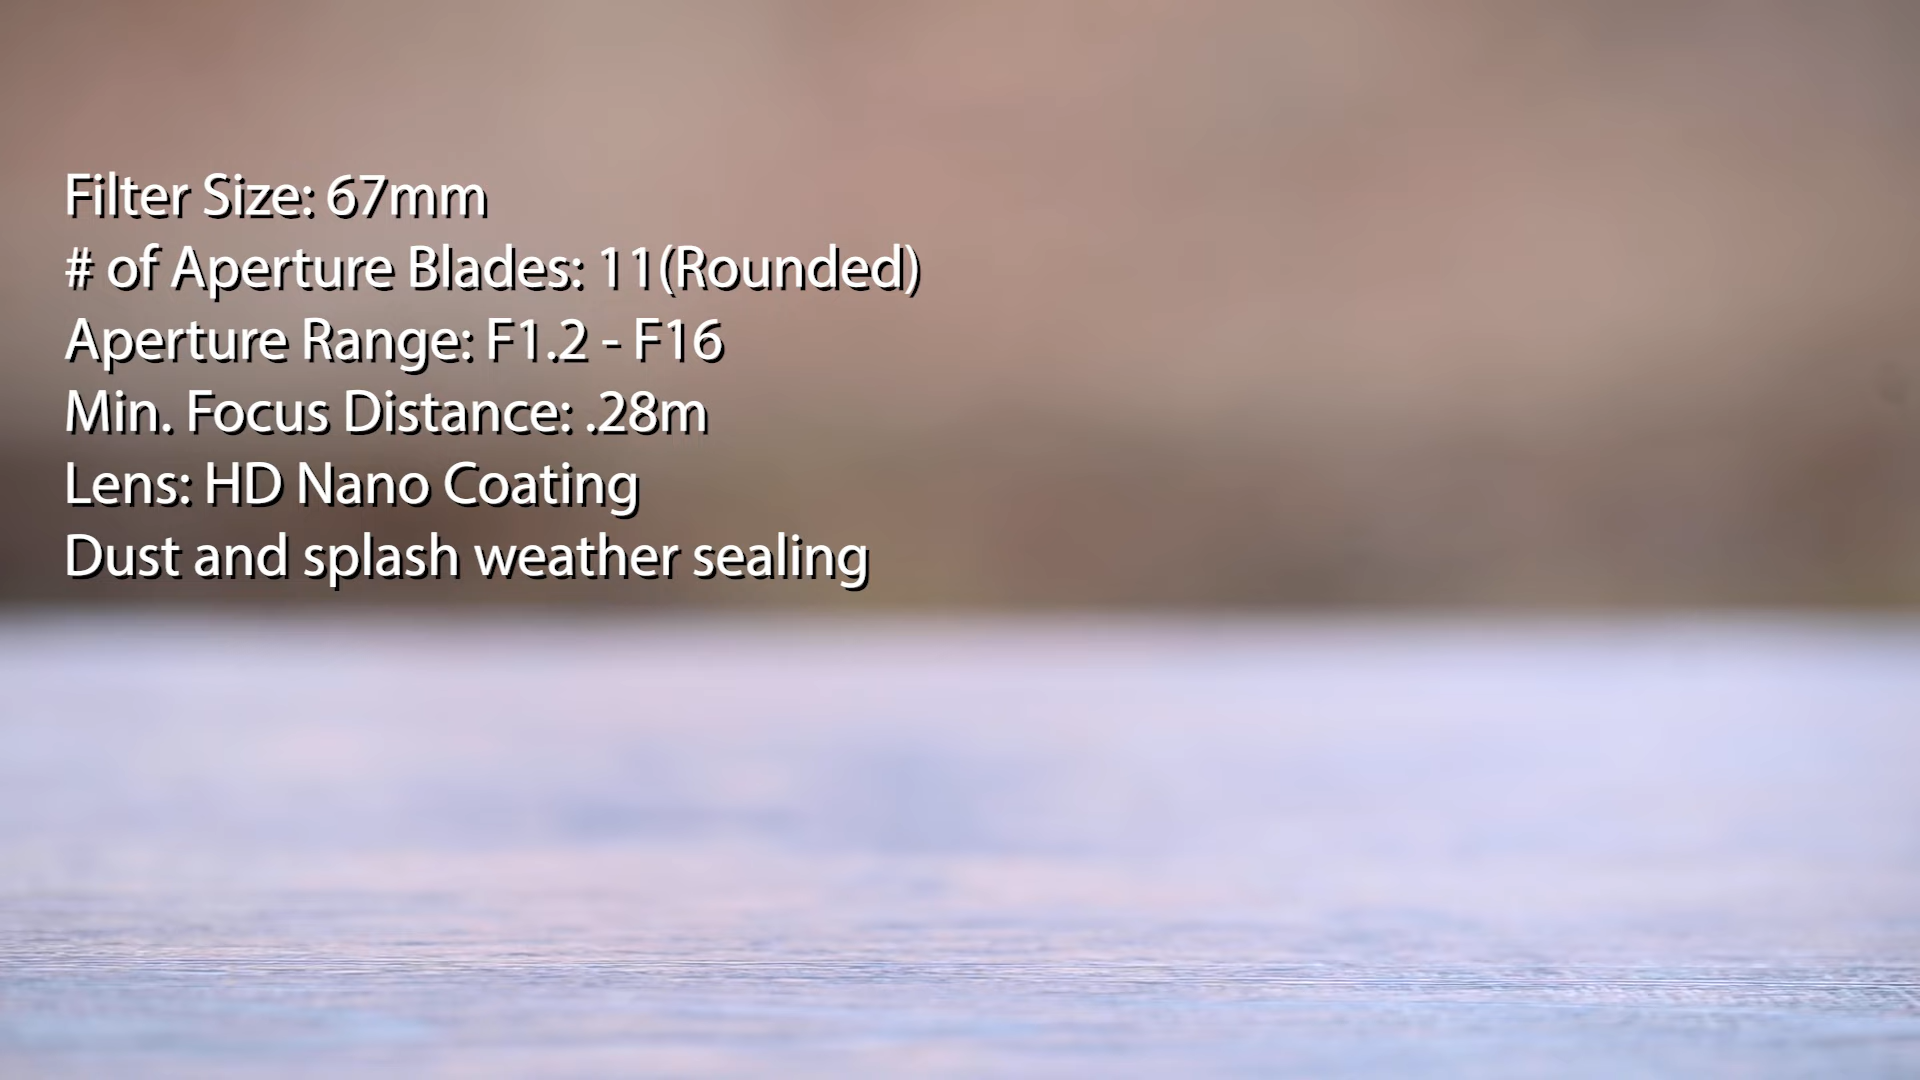 Filter Size: 67mm
# of Aperture Blades: 11(Rounded)
Aperture Range: F1.2 - F16
Min. Focus Distance: .28m
Lens: HD Nano Coating
Dust and splash weather sealing